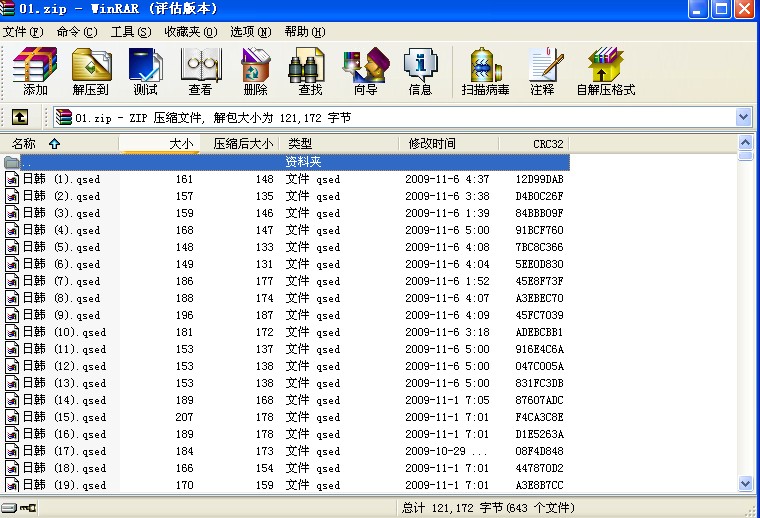 01.zip - WinRAR (评估版本)
文件(F) 命令(C) 工具(S) 收藏夹(O) 选项(N) 帮助(H)
添加 解压到 测试 查看 删除 查找 向导 信息 扫描病毒 注释 自解压格式
01.zip - ZIP 压缩文件, 解包大小为 121,172 字节
名称 大小 压缩后大小 类型 修改时间 CRC32
.. 资料夹
日韩 (1).qsed 161 148 文件 qsed 2009-11-6 4:37 12D99DAB
日韩 (2).qsed 157 135 文件 qsed 2009-11-6 3:38 D4B0C26F
日韩 (3).qsed 159 146 文件 qsed 2009-11-6 1:39 84BBB09F
日韩 (4).qsed 168 147 文件 qsed 2009-11-6 5:00 91BCF760
日韩 (5).qsed 148 133 文件 qsed 2009-11-6 4:08 7BC8C366
日韩 (6).qsed 149 131 文件 qsed 2009-11-6 4:04 5EE0D830
日韩 (7).qsed 186 177 文件 qsed 2009-11-6 1:52 45E8F73F
日韩 (8).qsed 188 174 文件 qsed 2009-11-6 4:07 A3EBEC70
日韩 (9).qsed 196 187 文件 qsed 2009-11-6 4:09 45FC7039
日韩 (10).qsed 181 172 文件 qsed 2009-11-6 3:18 ADEBCBB1
日韩 (11).qsed 153 137 文件 qsed 2009-11-6 5:00 916E4C6A
日韩 (12).qsed 153 138 文件 qsed 2009-11-6 5:00 047C005A
日韩 (13).qsed 153 138 文件 qsed 2009-11-6 5:00 831FC3DB
日韩 (14).qsed 189 168 文件 qsed 2009-11-1 7:05 87607ADC
日韩 (15).qsed 207 178 文件 qsed 2009-11-1 7:01 F4CA3C8E
日韩 (16).qsed 189 178 文件 qsed 2009-11-1 7:01 D1E5263A
日韩 (17).qsed 184 173 文件 qsed 2009-10-29 ... 08F4D848
日韩 (18).qsed 166 154 文件 qsed 2009-11-1 7:01 447870D2
日韩 (19).qsed 170 159 文件 qsed 2009-11-1 7:01 A3E8B7CC
总计 121,172 字节(643 个文件)